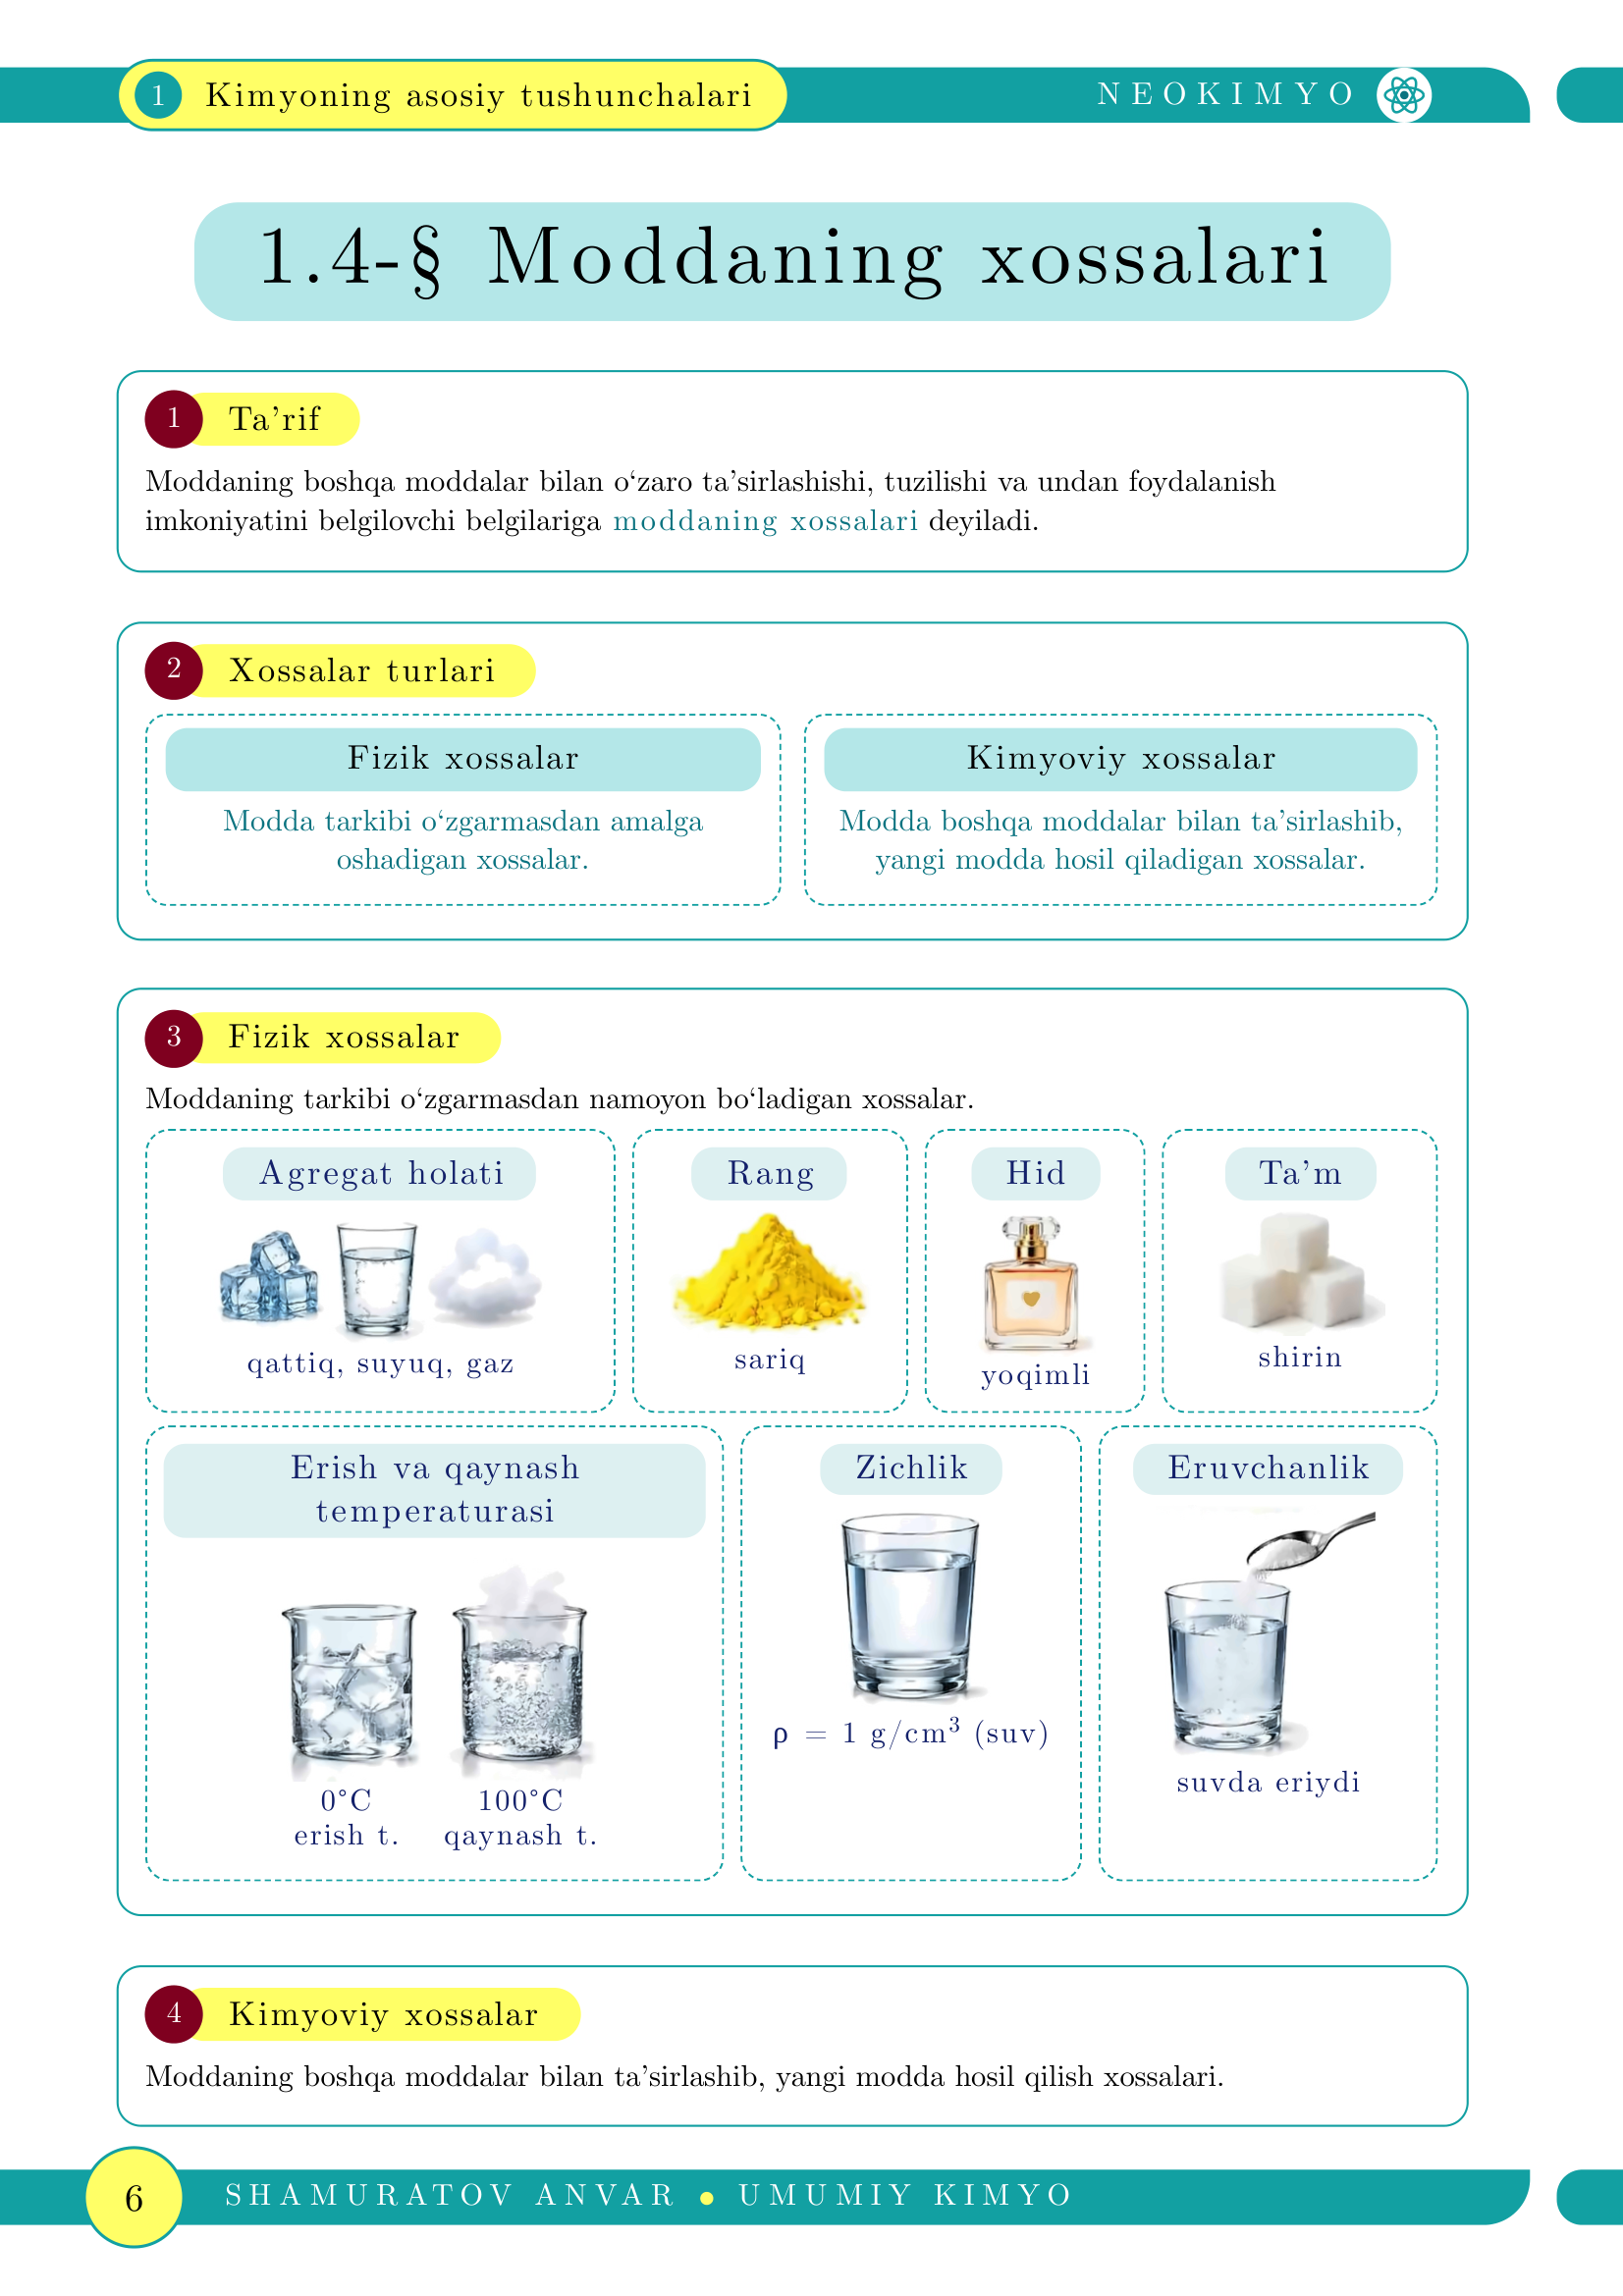 1 Kimyoning asosiy tushunchalari
NEOKIMYO
1.4-§ Moddaning xossalari
1 Ta’rif
Moddaning boshqa moddalar bilan o‘zaro ta’sirlashishi, tuzilishi va undan foydalanish
imkoniyatini belgilovchi belgilariga moddaning xossalari deyiladi.
2 Xossalar turlari
Fizik xossalar
Modda tarkibi o‘zgarmasdan amalga
oshadigan xossalar.
Kimyoviy xossalar
Modda boshqa moddalar bilan ta’sirlashib,
yangi modda hosil qiladigan xossalar.
3 Fizik xossalar
Moddaning tarkibi o‘zgarmasdan namoyon bo‘ladigan xossalar.
Agregat holati
qattiq, suyuq, gaz
Rang
sariq
Hid
yoqimli
Ta’m
shirin
Erish va qaynash
temperaturasi
0°C
erish t.
100°C
qaynash t.
Zichlik
ρ = 1 g/cm³ (suv)
Eruvchanlik
suvda eriydi
4 Kimyoviy xossalar
Moddaning boshqa moddalar bilan ta’sirlashib, yangi modda hosil qilish xossalari.
6 SHAMURATOV ANVAR • UMUMIY KIMYO